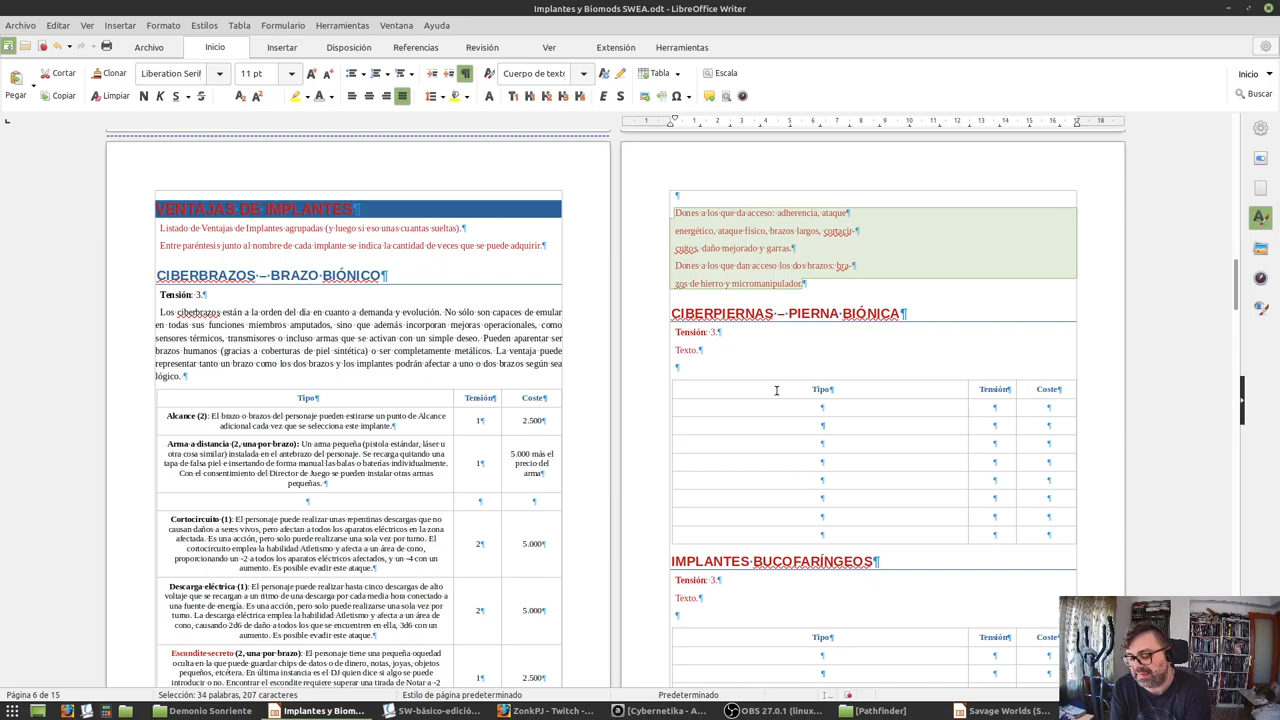 Implantes y Biomods SWEA.odt - LibreOffice Writer
Archivo Editar Ver Insertar Formato Estilos Tabla Formulario Herramientas Ventana Ayuda
Archivo Inicio Insertar Disposición Referencias Revisión Ver Extensión Herramientas
Cortar Clonar Liberation Serif 11 pt Cuerpo de texto Tabla Escala Inicio
Pegar Copiar Limpiar Buscar
VENTAJAS DE IMPLANTES¶
Listado de Ventajas de Implantes agrupadas (y luego si eso unas cuantas sueltas).¶
Entre paréntesis junto al nombre de cada implante se indica la cantidad de veces que se puede adquirir.¶
CIBERBRAZOS – BRAZO BIÓNICO¶
Tensión: 3.¶
Los ciberbrazos están a la orden del día en cuanto a demanda y evolución. No sólo son capaces de emular
en todas sus funciones miembros amputados, sino que además incorporan mejoras operacionales, como
sensores térmicos, transmisores o incluso armas que se activan con un simple deseo. Pueden aparentar ser
brazos humanos (gracias a coberturas de piel sintética) o ser completamente metálicos. La ventaja puede
representar tanto un brazo como los dos brazos y los implantes podrán afectar a uno o dos brazos según sea
lógico. ¶
Tipo¶ Tensión¶ Coste¶
Alcance (2): El brazo o brazos del personaje pueden estirarse un punto de Alcance
adicional cada vez que se selecciona este implante.¶ 1¶ 2.500¶
Arma a distancia (2, una por brazo): Un arma pequeña (pistola estándar, láser u
otra cosa similar) instalada en el antebrazo del personaje. Se recarga quitando una
tapa de falsa piel e insertando de forma manual las balas o baterías individualmente.
Con el consentimiento del Director de Juego se pueden instalar otras armas
pequeñas. ¶ 1¶ 5.000 más el
precio del
arma¶
¶ ¶ ¶
Cortocircuito (1): El personaje puede realizar unas repentinas descargas que no
causan daños a seres vivos, pero afectan a todos los aparatos eléctricos en la zona
afectada. Es una acción, pero solo puede realizarse una sola vez por turno. El
cortocircuito emplea la habilidad Atletismo y afecta a un área de cono,
proporcionando un -2 a todos los aparatos eléctricos afectados, y un -4 con un
aumento. Es posible evadir este ataque.¶ 2¶ 5.000¶
Descarga eléctrica (1): El personaje puede realizar hasta cinco descargas de alto
voltaje que se recargan a un ritmo de una descarga por cada media hora conectado a
una fuente de energía. Es una acción, pero solo puede realizarse una sola vez por
turno. La descarga eléctrica emplea la habilidad Atletismo y afecta a un área de
cono, causando 2d6 de daño a todos los que se encuentren en ella, 3d6 con un
aumento. Es posible evadir este ataque.¶ 2¶ 5.000¶
Escondite secreto (2, una por brazo): El personaje tiene una pequeña oquedad
oculta en la que puede guardar chips de datos o de dinero, notas, joyas, objetos
pequeños, etcétera. En última instancia es el DJ quien dice si algo se puede
introducir o no. Encontrar el escondite requiere superar una tirada de Notar a -2 1¶ 2.500¶
¶
Dones a los que da acceso: adherencia, ataque¶
energético, ataque físico, brazos largos, cortacir-¶
cuitos, daño mejorado y garras.¶
Dones a los que dan acceso los dos brazos: bra-¶
zos de hierro y micromanipulador.¶
CIBERPIERNAS – PIERNA BIÓNICA¶
Tensión: 3.¶
Texto.¶
¶
Tipo¶ Tensión¶ Coste¶
¶ ¶ ¶
¶ ¶ ¶
¶ ¶ ¶
¶ ¶ ¶
¶ ¶ ¶
¶ ¶ ¶
¶ ¶ ¶
¶ ¶ ¶
IMPLANTES BUCOFARÍNGEOS¶
Tensión: 3.¶
Texto.¶
¶
Tipo¶ Tensión¶ Coste
¶ ¶
¶ ¶
Página 6 de 15 Selección: 34 palabras, 207 caracteres Estilo de página predeterminado Predeterminado
Demonio Sonriente Implantes y Biom... SW-básico-edició... ZonkPJ - Twitch - ... [Cybernetika - A... OBS 27.0.1 (linux... [Pathfinder] Savage Worlds (S...